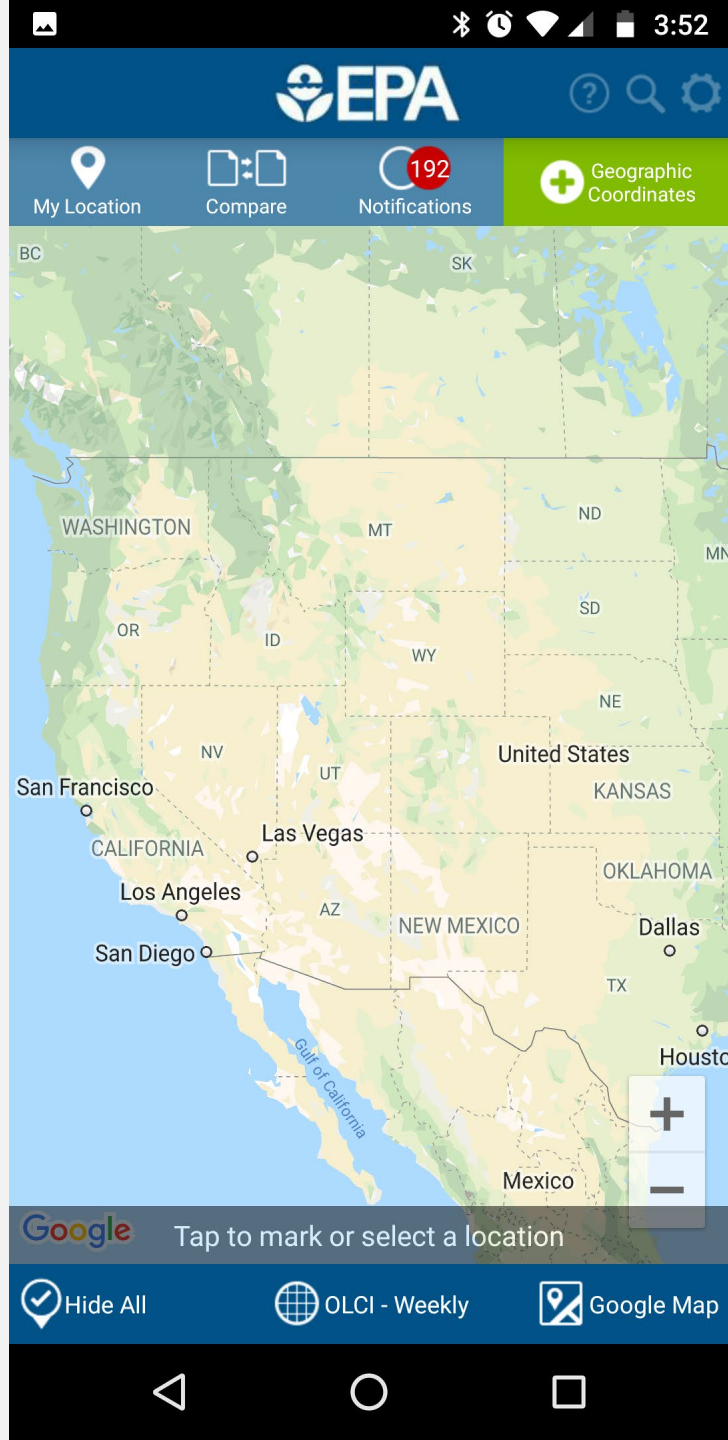 3:52
EPA
?
My Location
Compare
192
Notifications
Geographic
Coordinates
BC
SK
WASHINGTON
MT
ND
MN
OR
ID
SD
WY
NE
NV
UT
United States
San Francisco
KANSAS
Las Vegas
CALIFORNIA
OKLAHOMA
Los Angeles
AZ
NEW MEXICO
Dallas
San Diego
TX
Housto
Gulf of California
+
Mexico
−
Google
Tap to mark or select a location
Hide All
OLCI - Weekly
Google Map